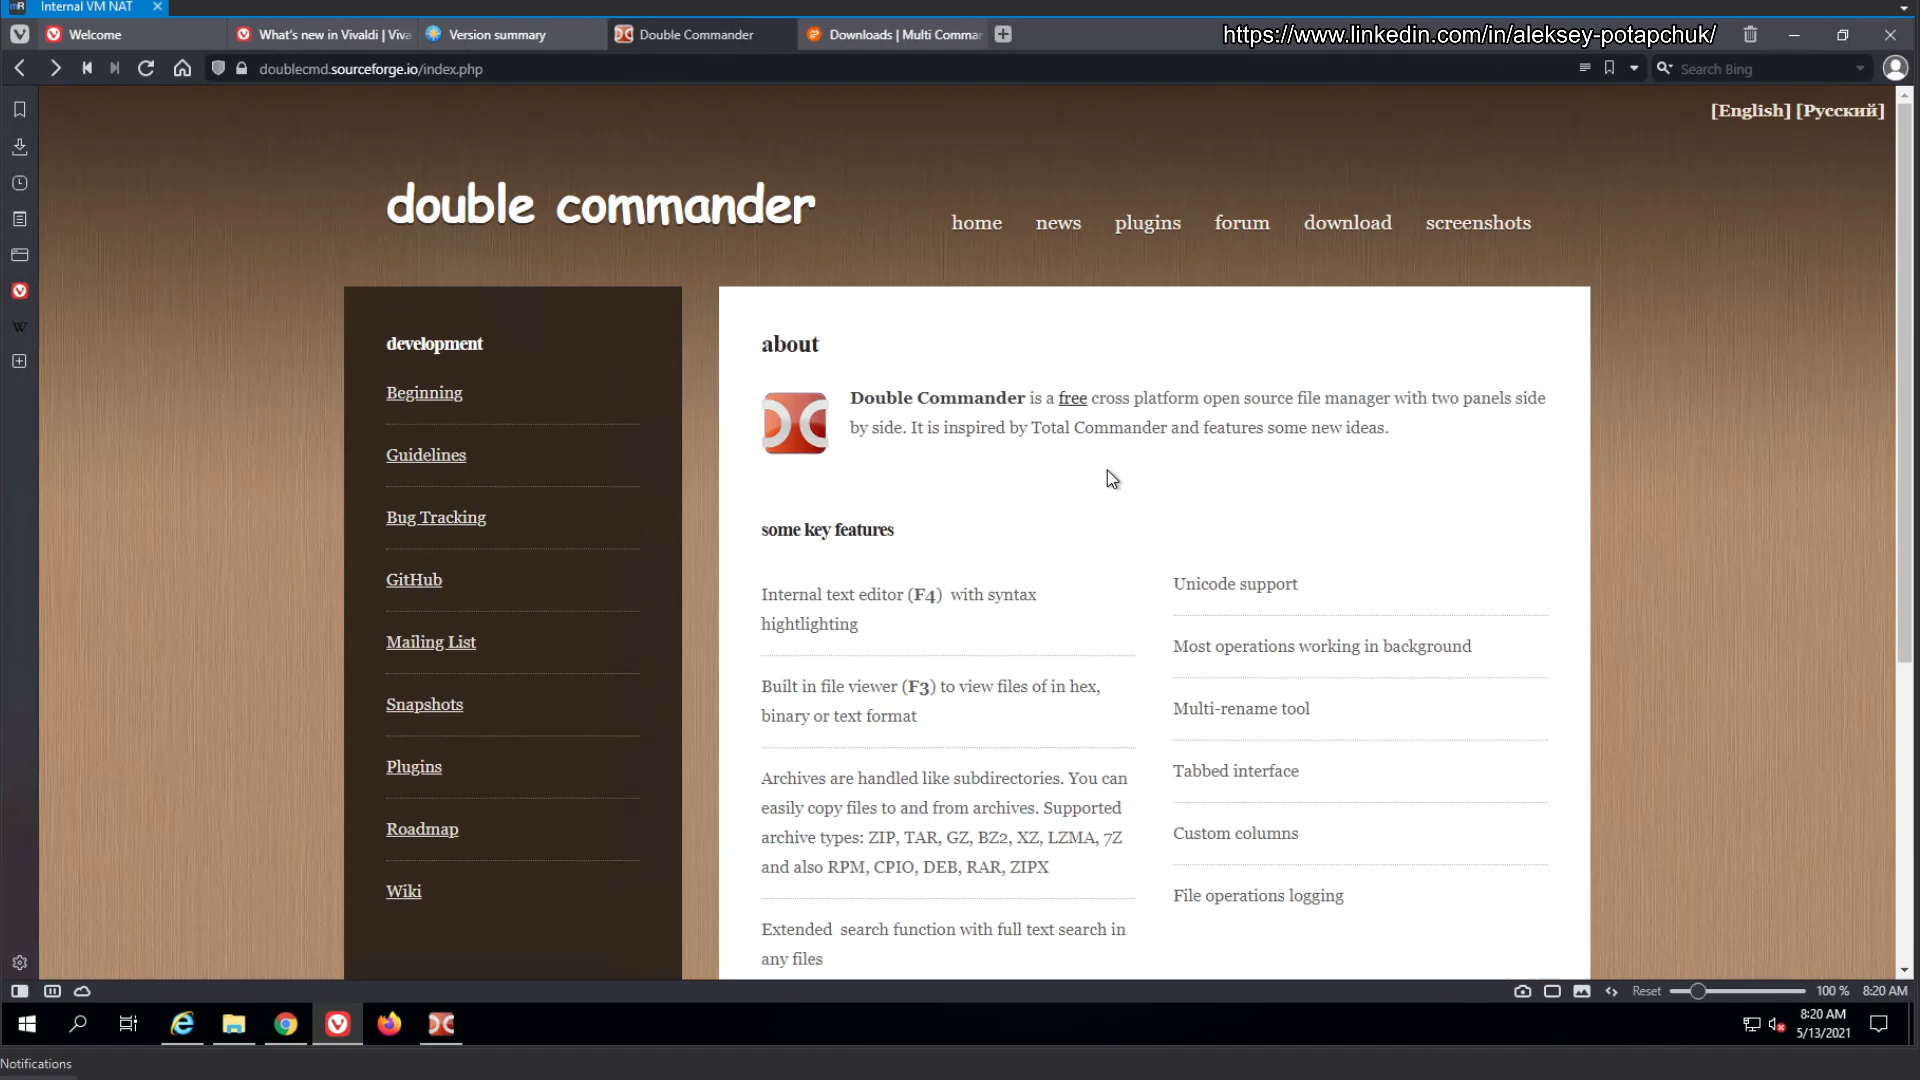 mR Internal VM NAT
Welcome
What's new in Vivaldi | Viva
Version summary
Double Commander
Downloads | Multi Comma
https://www.linkedin.com/in/aleksey-potapchuk/
doublecmd.sourceforge.io/index.php
Search Bing
[English] [Русский]
double commander
home news plugins forum download screenshots
development
Beginning
Guidelines
Bug Tracking
GitHub
Mailing List
Snapshots
Plugins
Roadmap
Wiki
about
Double Commander is a free cross platform open source file manager with two panels side
by side. It is inspired by Total Commander and features some new ideas.
some key features
Internal text editor (F4) with syntax
hightlighting
Built in file viewer (F3) to view files of in hex,
binary or text format
Archives are handled like subdirectories. You can
easily copy files to and from archives. Supported
archive types: ZIP, TAR, GZ, BZ2, XZ, LZMA, 7Z
and also RPM, CPIO, DEB, RAR, ZIPX
Extended search function with full text search in
any files
Unicode support
Most operations working in background
Multi-rename tool
Tabbed interface
Custom columns
File operations logging
Reset 100 % 8:20 AM
8:20 AM
5/13/2021
Notifications